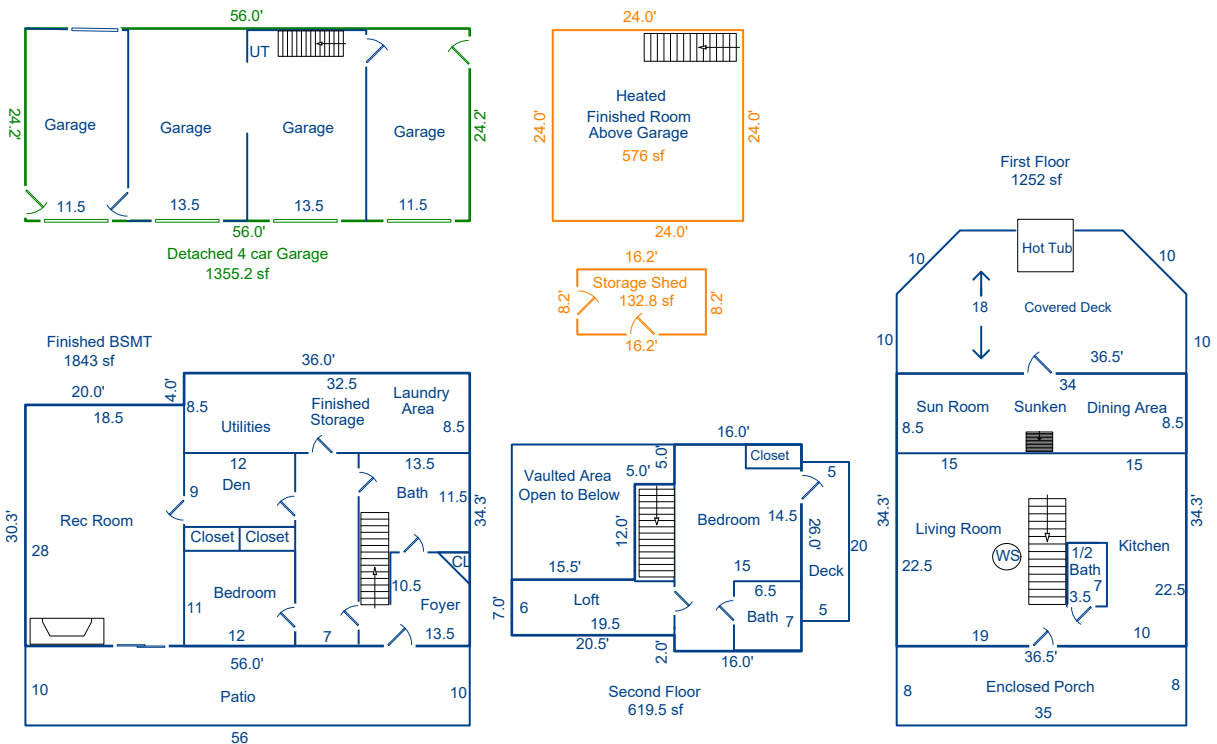 56.0'
UT
24.2'
Garage
Garage
Garage
Garage
24.2'
11.5
13.5
13.5
11.5
56.0'
Detached 4 car Garage
1355.2 sf
24.0'
24.0'
Heated
Finished Room
Above Garage
576 sf
24.0'
24.0'
16.2'
8.2'
Storage Shed
132.8 sf
8.2'
16.2'
Finished BSMT
1843 sf
36.0'
20.0'
4.0'
18.5
32.5
8.5
Utilities
Finished
Storage
Laundry
Area
8.5
12
Den
9
13.5
Bath
11.5
34.3'
30.3'
Rec Room
28
Closet
Closet
CL
Bedroom
11
12
7
10.5
Foyer
13.5
56.0'
10
Patio
10
56
16.0'
Closet
5.0'
5.0'
Vaulted Area
Open to Below
5
12.0'
Bedroom
14.5
26.0'
20
15.5'
15
Deck
7.0'
6
Loft
19.5
6.5
Bath
7
5
20.5'
2.0'
16.0'
Second Floor
619.5 sf
First Floor
1252 sf
Hot Tub
10
10
18
Covered Deck
10
10
36.5'
34
Sun Room
Sunken
Dining Area
8.5
8.5
15
15
34.3'
34.3'
Living Room
WS
Kitchen
1/2
Bath
7
3.5
22.5
22.5
19
10
36.5'
8
Enclosed Porch
8
35